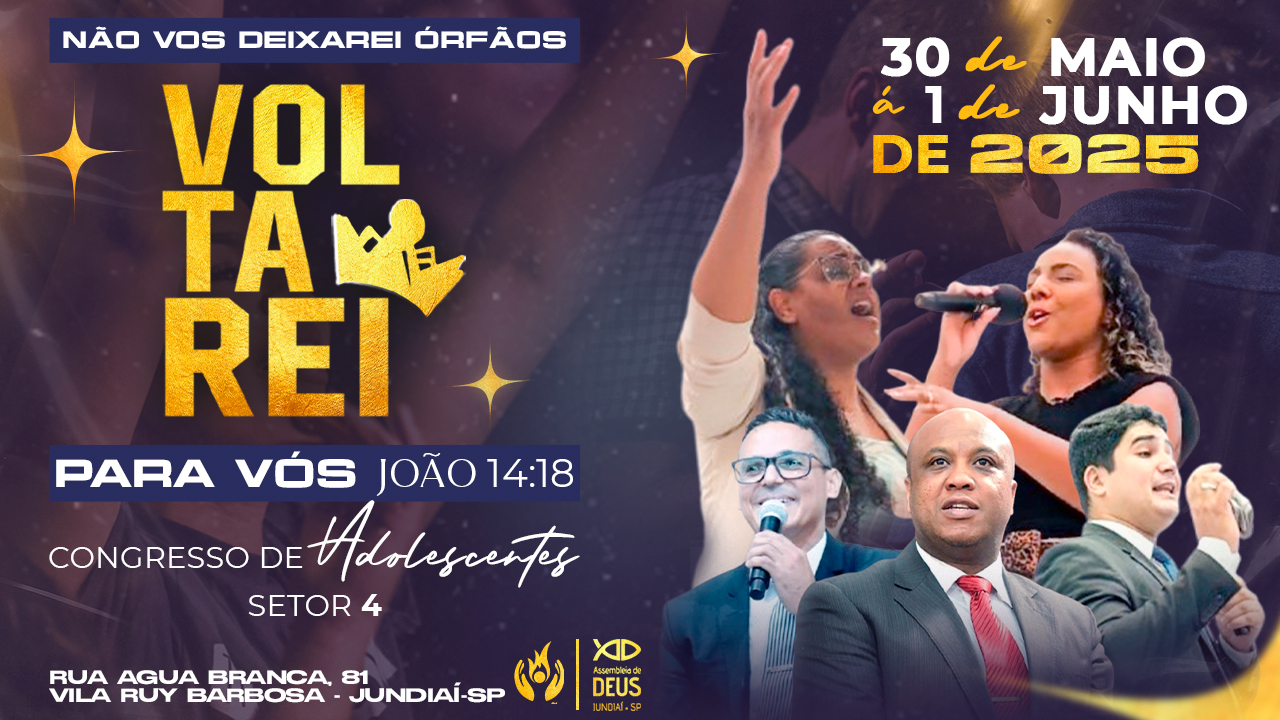 NÃO VOS DEIXAREI ÓRFÃOS
VOL
TA
REI
PARA VÓS JOÃO 14:18
CONGRESSO DE Adolescentes
SETOR 4
RUA AGUA BRANCA, 81
VILA RUY BARBOSA - JUNDIAÍ-SP
AD
Assembleia de
DEUS
JUNDIAÍ - SP
30 de MAIO
á 1 de JUNHO
DE 2025